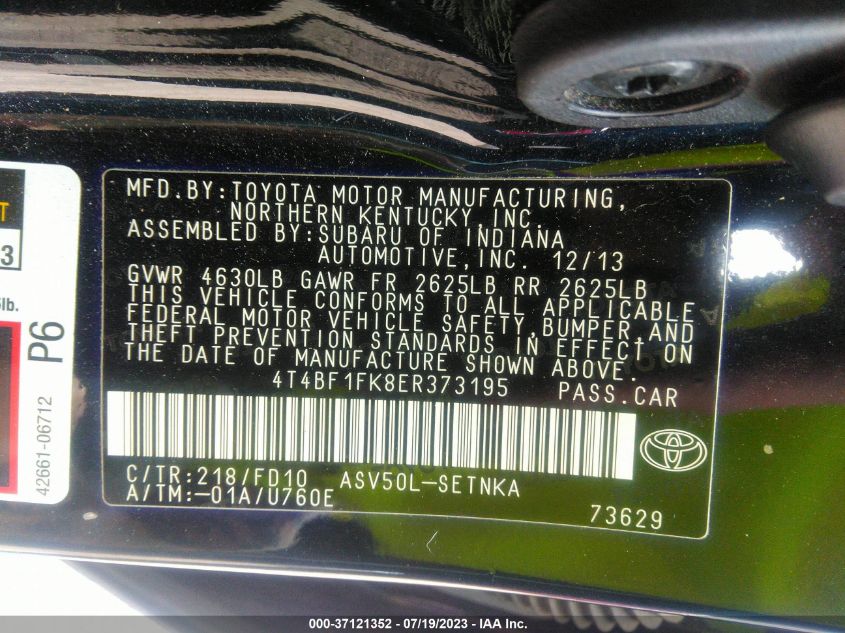 MFD.BY:TOYOTA MOTOR MANUFACTURING,
NORTHERN KENTUCKY, INC.
ASSEMBLED BY:SUBARU OF INDIANA
AUTOMOTIVE,INC. 12/13
GVWR 4630LB GAWR FR 2625LB RR 2625LB
THIS VEHICLE CONFORMS TO ALL APPLICABLE
FEDERAL MOTOR VEHICLE SAFETY,BUMPER,AND
THEFT PREVENTION STANDARDS IN EFFECT ON
THE DATE OF MANUFACTURE SHOWN ABOVE.
4T4BF1FK8ER373195 PASS.CAR
C/TR:218/FD10 ASV50L-SETNKA
A/TM:-01A/U760E
73629
T
3
lb.
P6
42661-06712
000-37121352 / 07/19/2023 - IAA Inc.